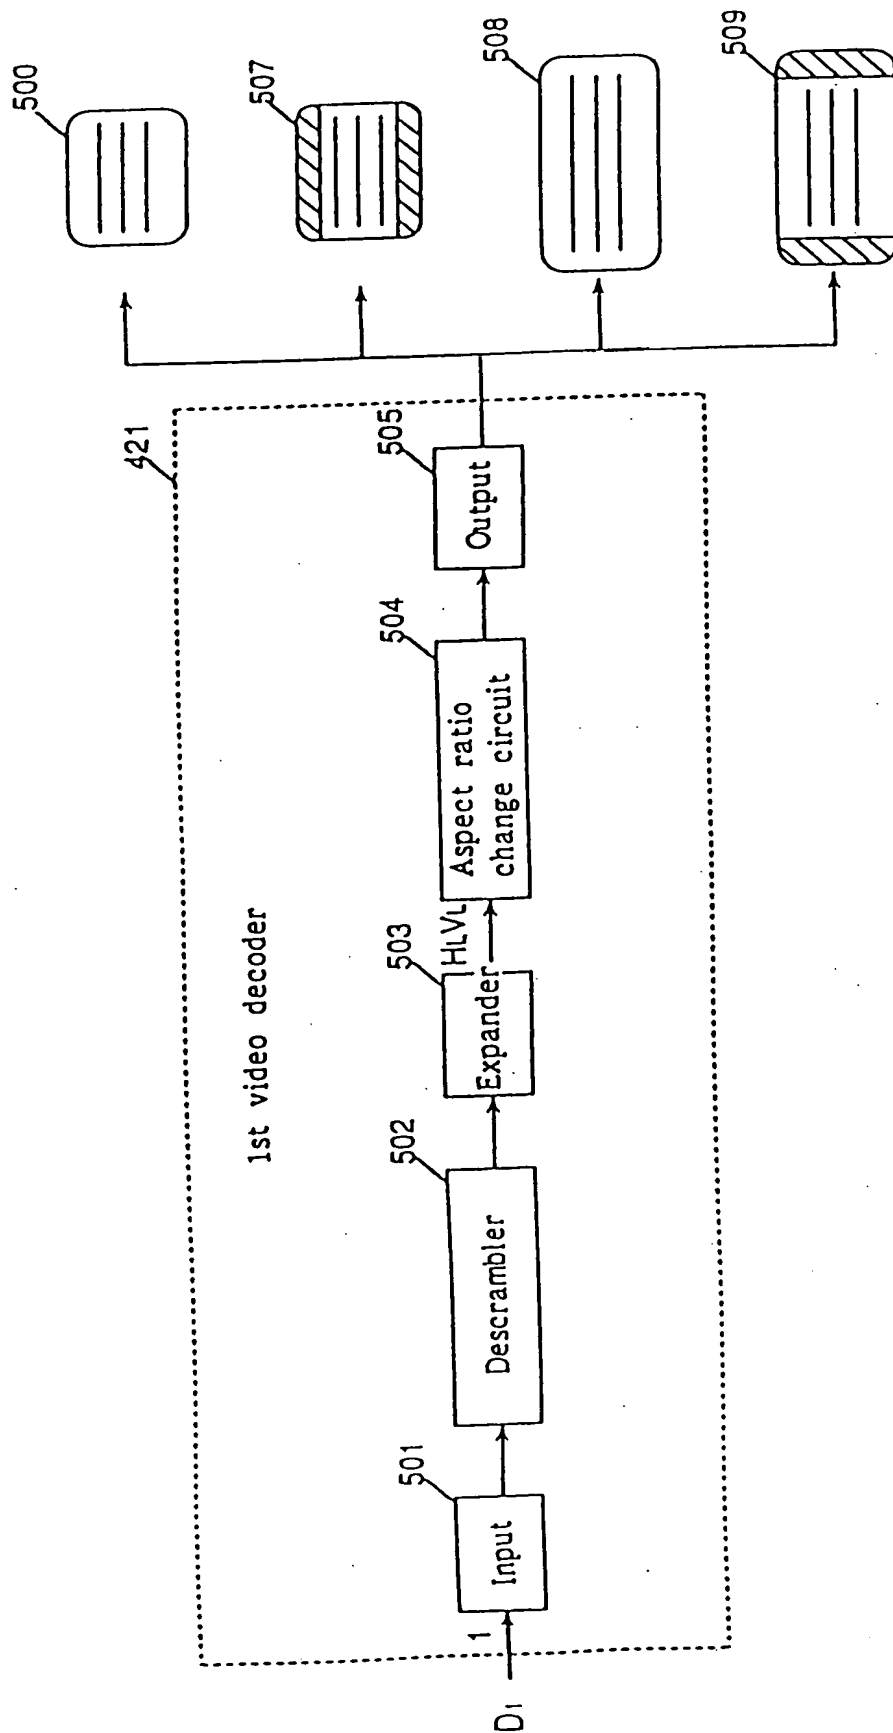 421
1st video decoder
D1
1
501
Input
502
Descrambler
503
Expander
HLVL
504
Aspect ratio
change circuit
505
Output
500
507
508
509